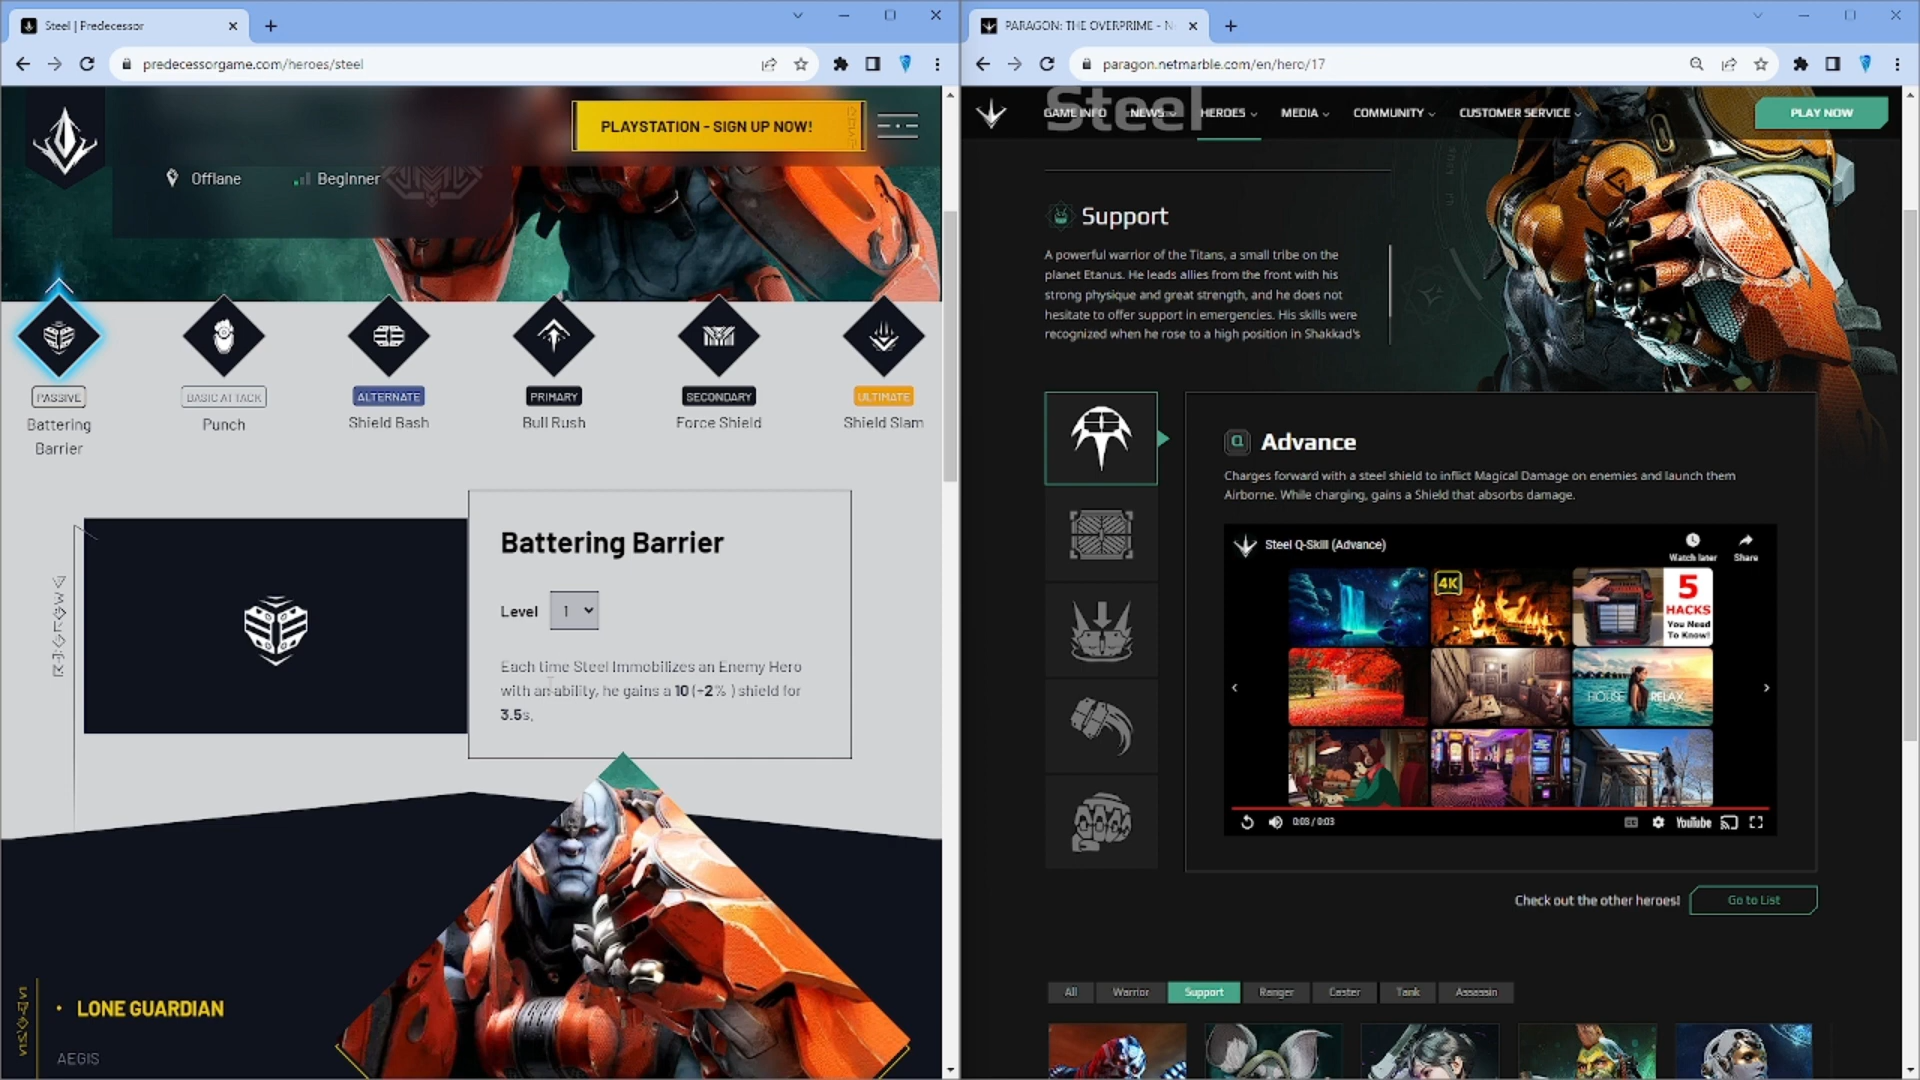 Steel | Predecessor
predecessorgame.com/heroes/steel
PLAYSTATION - SIGN UP NOW!
Offlane
Beginner
PASSIVE
Battering
Barrier
BASIC ATTACK
Punch
ALTERNATE
Shield Bash
PRIMARY
Bull Rush
SECONDARY
Force Shield
ULTIMATE
Shield Slam
Battering Barrier
Level 1
Each time Steel Immobilizes an Enemy Hero
with an ability, he gains a 10 (+2% ) shield for
3.5s.
LONE GUARDIAN
AEGIS
PARAGON: THE OVERPRIME - N
paragon.netmarble.com/en/hero/17
Steel
GAME INFO NEWS HEROES MEDIA COMMUNITY CUSTOMER SERVICE
PLAY NOW
Support
A powerful warrior of the Titans, a small tribe on the
planet Etanus. He leads allies from the front with his
strong physique and great strength, and he does not
hesitate to offer support in emergencies. His skills were
recognized when he rose to a high position in Shakkad's
Q Advance
Charges forward with a steel shield to inflict Magical Damage on enemies and launch them
Airborne. While charging, gains a Shield that absorbs damage.
Steel Q-Skill (Advance)
Watch later
Share
4K
5
HACKS
You Need
To Know!
HOUSE RELAX
0:03 / 0:03
CC
YouTube
Check out the other heroes!
Go to List
All Warrior Support Ranger Caster Tank Assassin